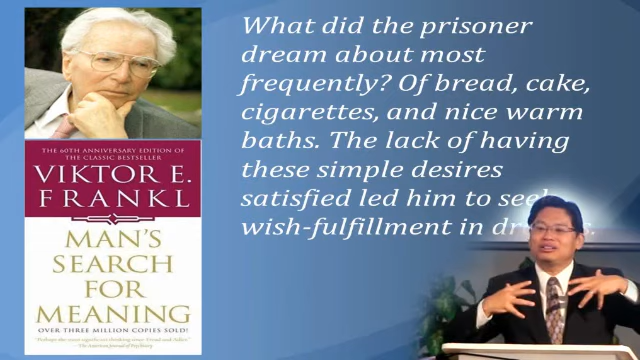 THE 60TH ANNIVERSARY EDITION OF
THE CLASSIC BESTSELLER
VIKTOR E.
FRANKL
MAN'S
SEARCH
FOR
MEANING
OVER THREE MILLION COPIES SOLD!
What did the prisoner
dream about most
frequently? Of bread, cake,
cigarettes, and nice warm
baths. The lack of having
these simple desires
satisfied led him to seek
wish-fulfillment in